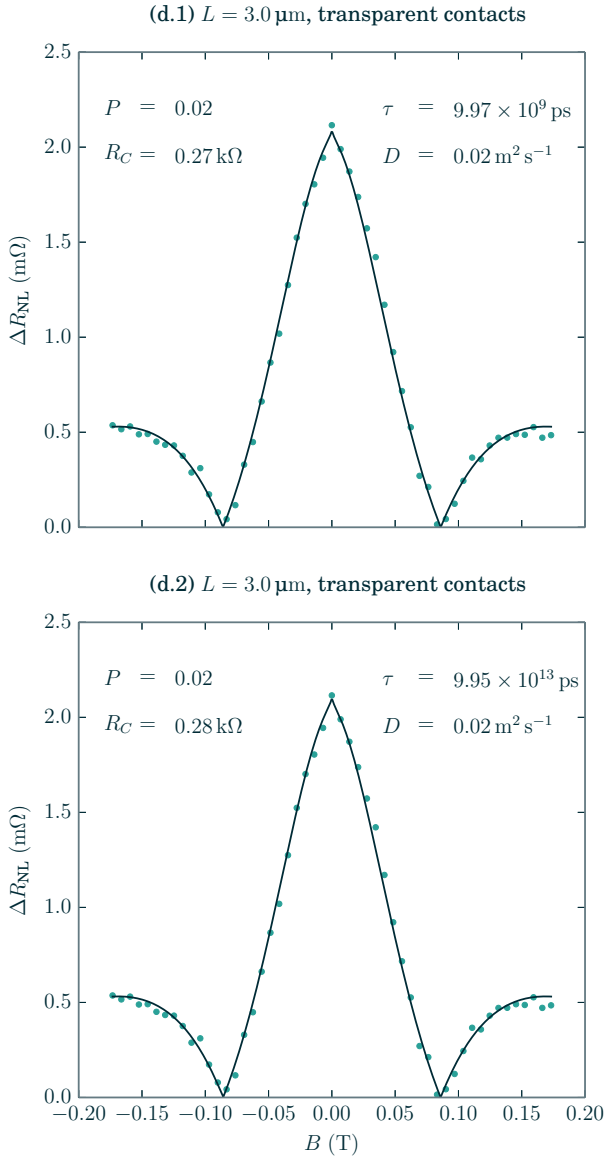 (d.1) L = 3.0 µm, transparent contacts
2.5
P = 0.02
τ = 9.97 × 10⁹ ps
2.0
R_C = 0.27 kΩ
D = 0.02 m² s⁻¹
1.5
ΔR_NL (mΩ)
1.0
0.5
0.0
(d.2) L = 3.0 µm, transparent contacts
2.5
P = 0.02
τ = 9.95 × 10¹³ ps
2.0
R_C = 0.28 kΩ
D = 0.02 m² s⁻¹
1.5
ΔR_NL (mΩ)
1.0
0.5
0.0
−0.20 −0.15 −0.10 −0.05 0.00 0.05 0.10 0.15 0.20
B (T)